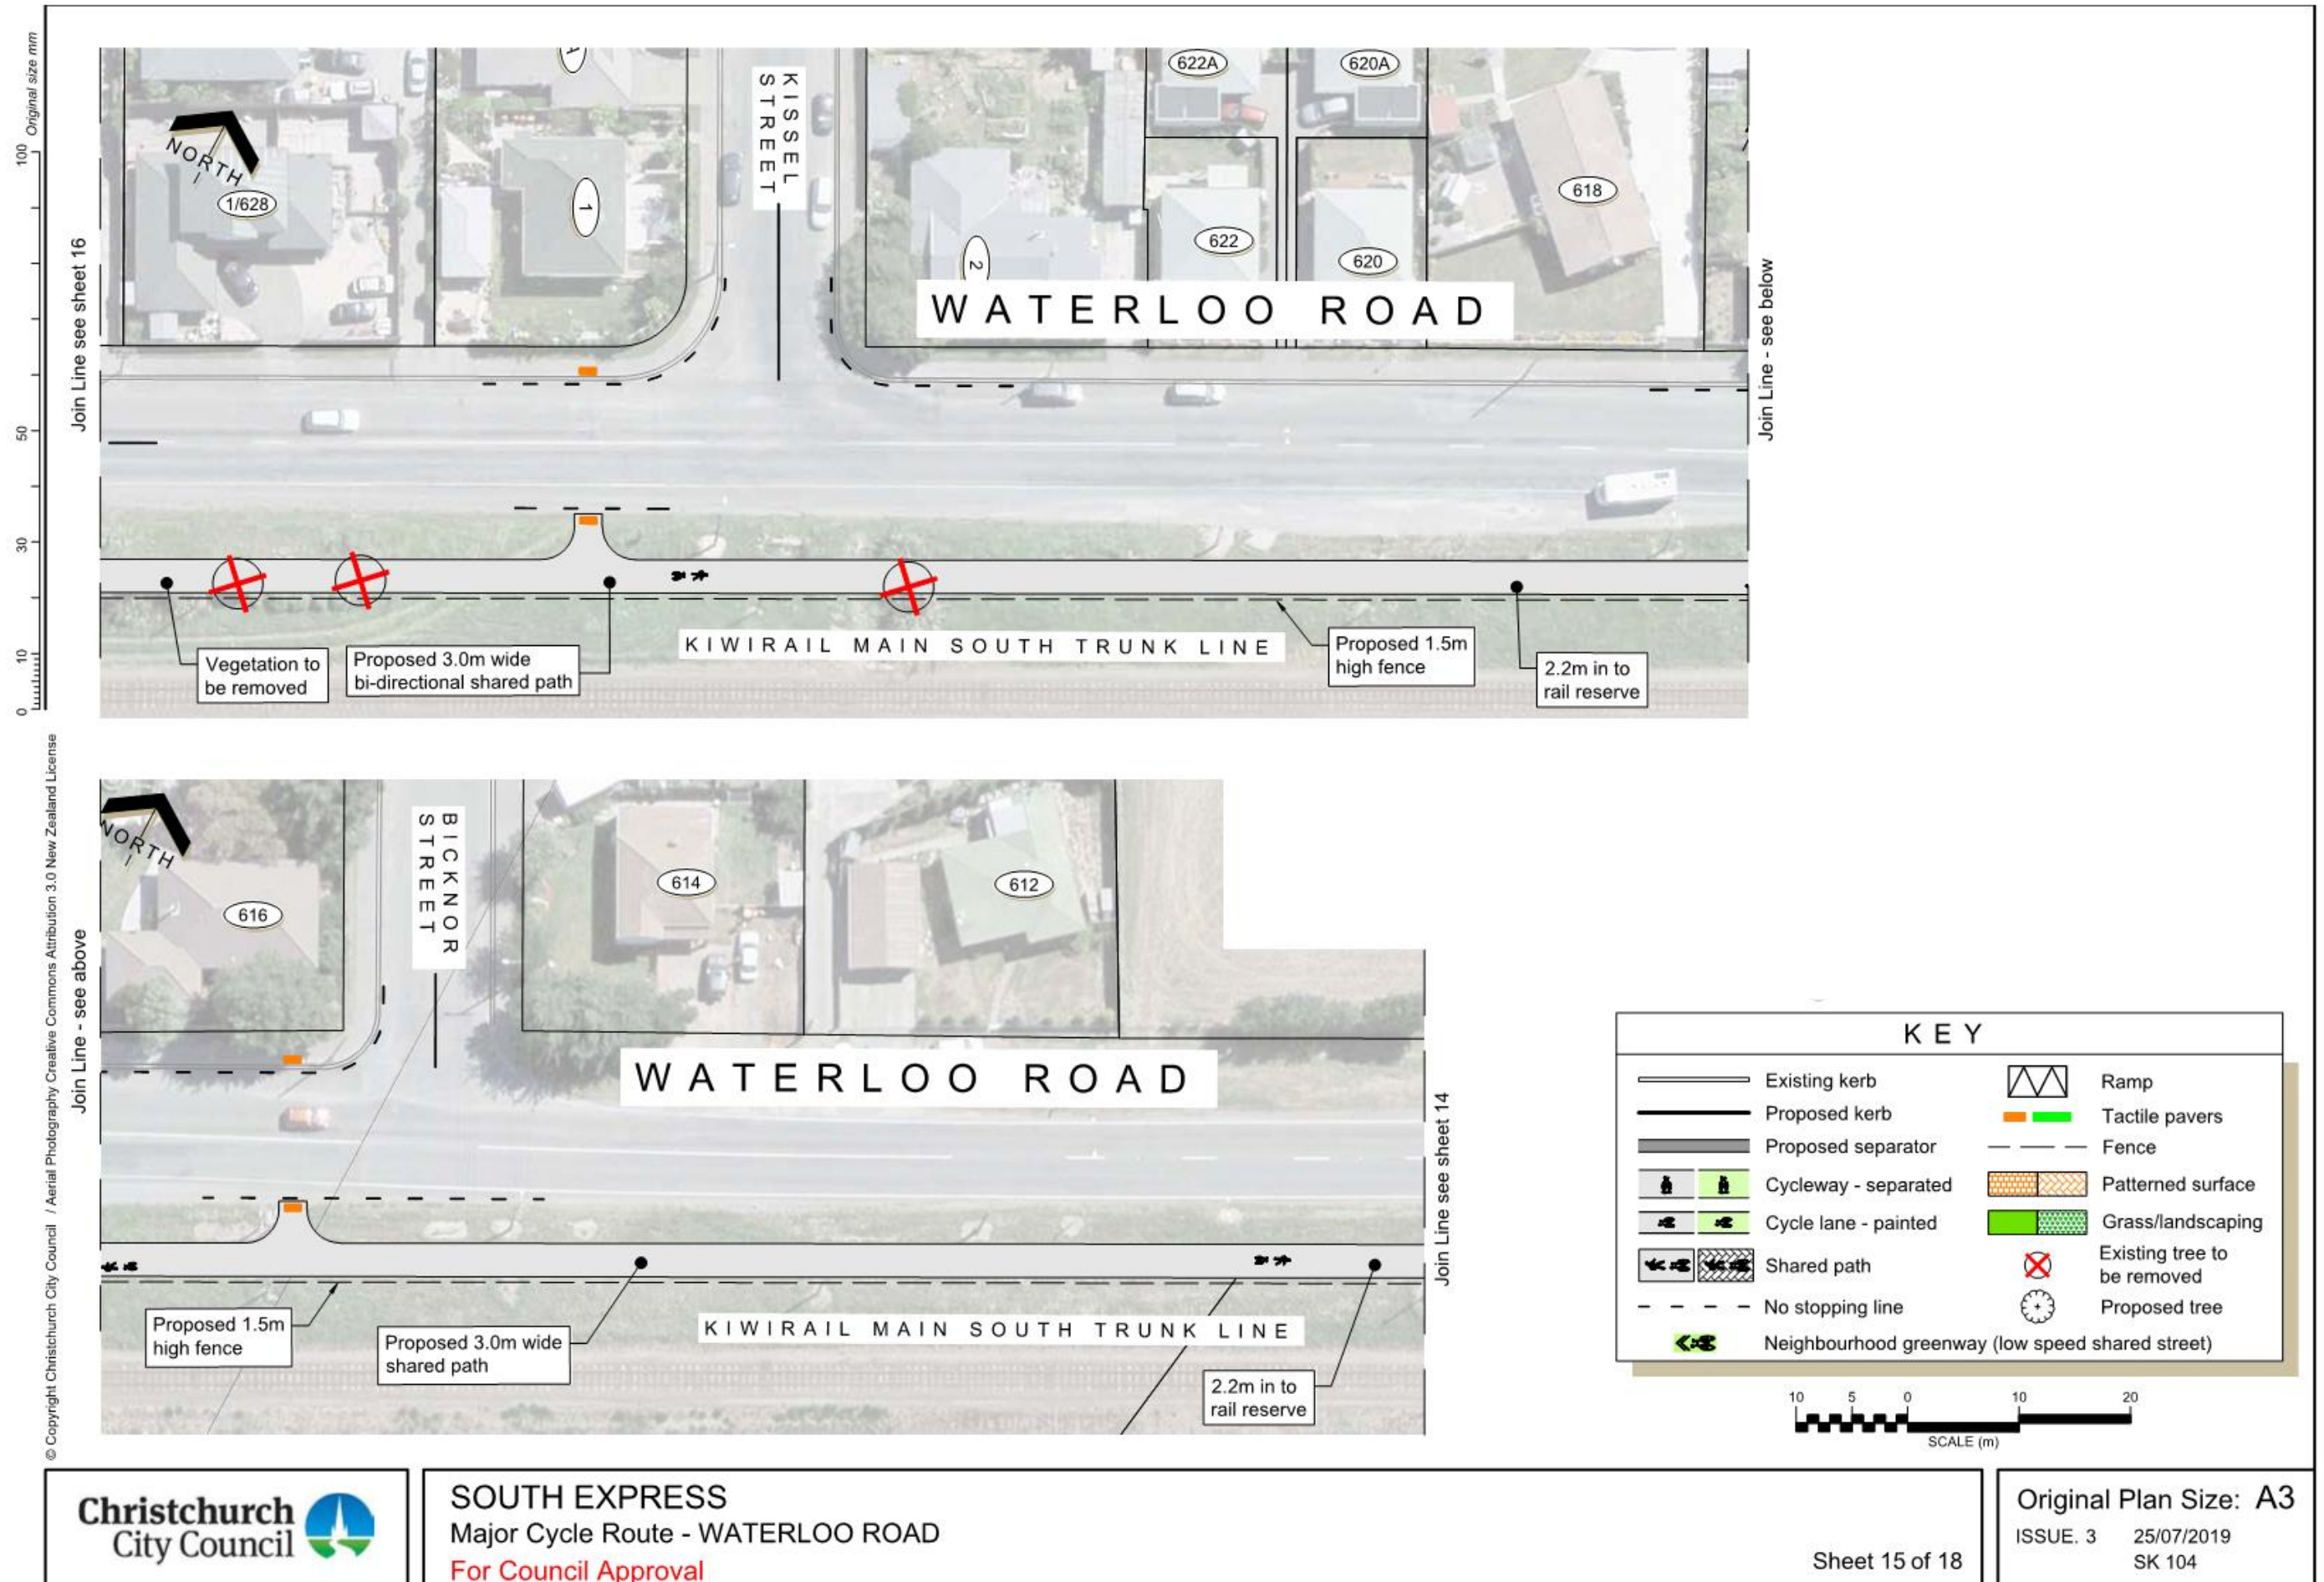 Original size mm
100
50
30
10
0
622A
620A
KISSEL
STREET
NORTH
1/628
1
618
622
620
2
WATERLOO ROAD
Join Line see sheet 16
Join Line - see below
Vegetation to
be removed
Proposed 3.0m wide
bi-directional shared path
KIWIRAIL MAIN SOUTH TRUNK LINE
Proposed 1.5m
high fence
2.2m in to
rail reserve
© Copyright Christchurch City Council / Aerial Photography Creative Commons Attribution 3.0 New Zealand License
NORTH
BICKNOR
STREET
616
614
612
Join Line - see above
WATERLOO ROAD
Join Line see sheet 14
Proposed 1.5m
high fence
Proposed 3.0m wide
shared path
KIWIRAIL MAIN SOUTH TRUNK LINE
2.2m in to
rail reserve
KEY
Existing kerb
Ramp
Proposed kerb
Tactile pavers
Proposed separator
Fence
Cycleway - separated
Patterned surface
Cycle lane - painted
Grass/landscaping
Shared path
Existing tree to
be removed
No stopping line
Proposed tree
Neighbourhood greenway (low speed shared street)
10 5 0 10 20
SCALE (m)
Christchurch
City Council
SOUTH EXPRESS
Major Cycle Route - WATERLOO ROAD
For Council Approval
Sheet 15 of 18
Original Plan Size: A3
ISSUE. 3 25/07/2019
SK 104